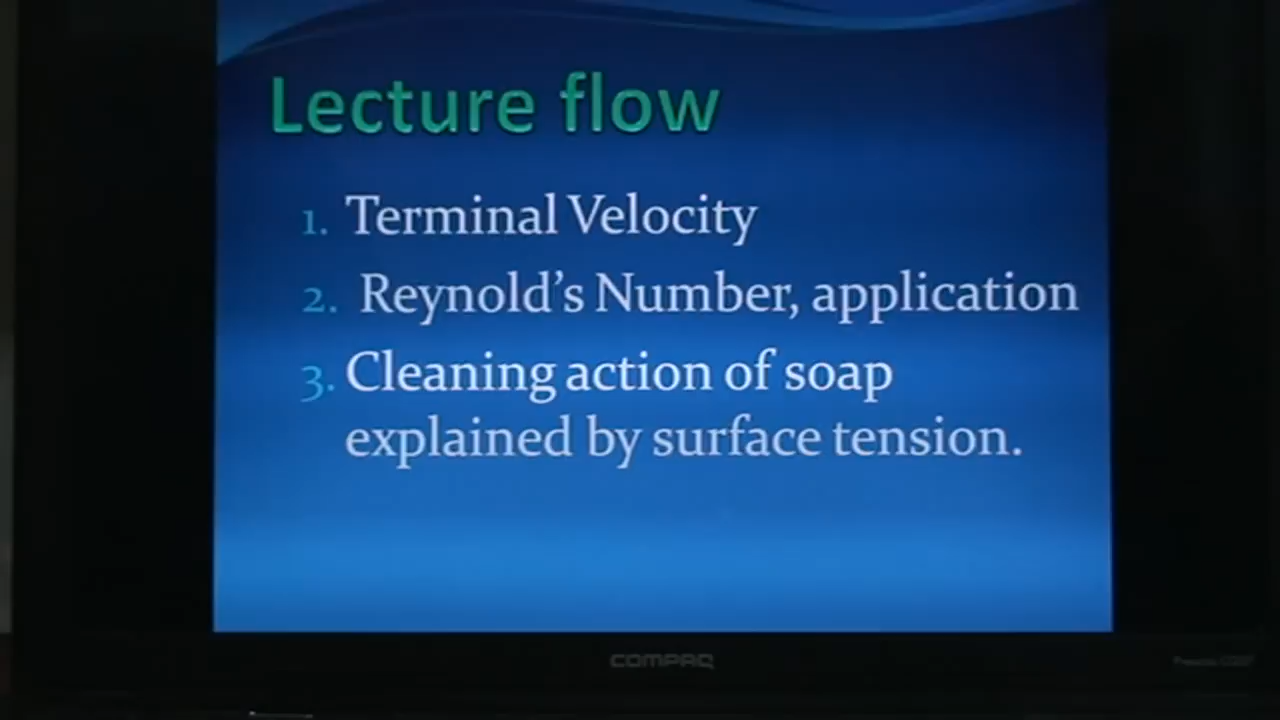 Lecture flow
1. Terminal Velocity
2. Reynold's Number, application
3. Cleaning action of soap
explained by surface tension.
COMPAQ